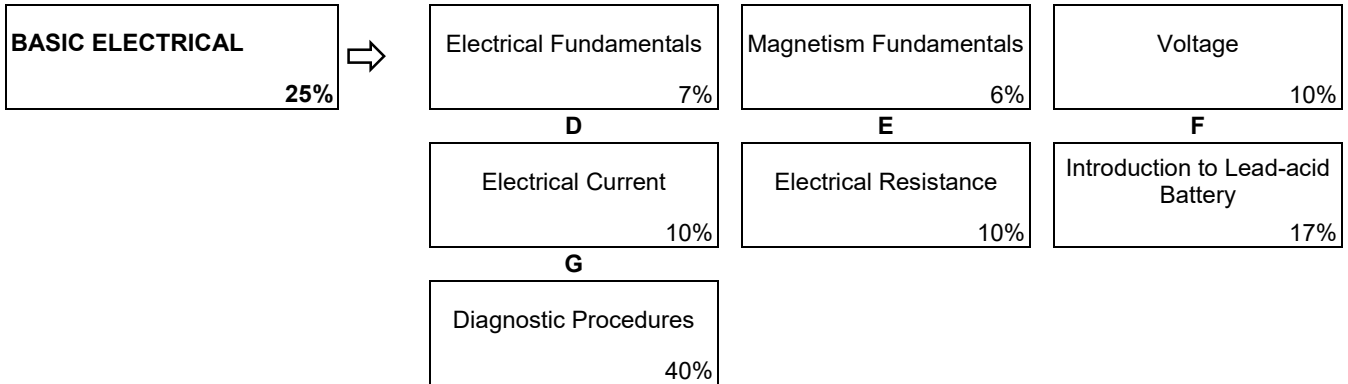 BASIC ELECTRICAL
25%
Electrical Fundamentals
7%
Magnetism Fundamentals
6%
Voltage
10%
D
E
F
Electrical Current
10%
Electrical Resistance
10%
Introduction to Lead-acid
Battery
17%
G
Diagnostic Procedures
40%